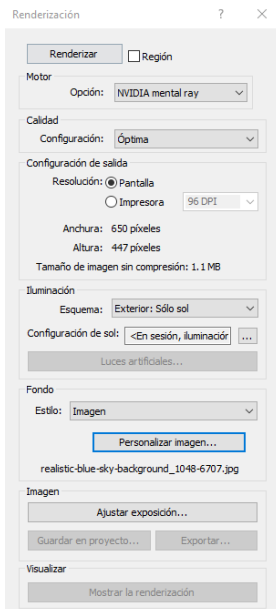 Renderización ? ×
Renderizar Región
Motor
Opción: NVIDIA mental ray
Calidad
Configuración: Óptima
Configuración de salida
Resolución: Pantalla
Impresora 96 DPI
Anchura: 650 píxeles
Altura: 447 píxeles
Tamaño de imagen sin compresión: 1.1 MB
Iluminación
Esquema: Exterior: Sólo sol
Configuración de sol: <En sesión, iluminación ...
Luces artificiales...
Fondo
Estilo: Imagen
Personalizar imagen...
realistic-blue-sky-background_1048-6707.jpg
Imagen
Ajustar exposición...
Guardar en proyecto... Exportar...
Visualizar
Mostrar la renderización